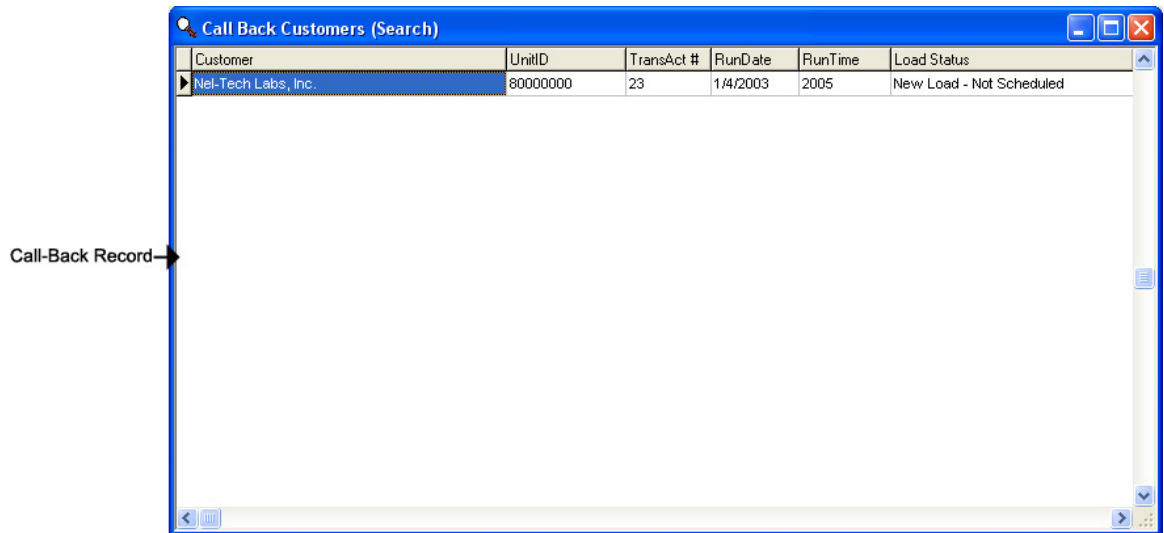 Call Back Customers (Search)
Customer UnitID TransAct # RunDate RunTime Load Status
Nel-Tech Labs, Inc. 80000000 23 1/4/2003 2005 New Load - Not Scheduled
Call-Back Record